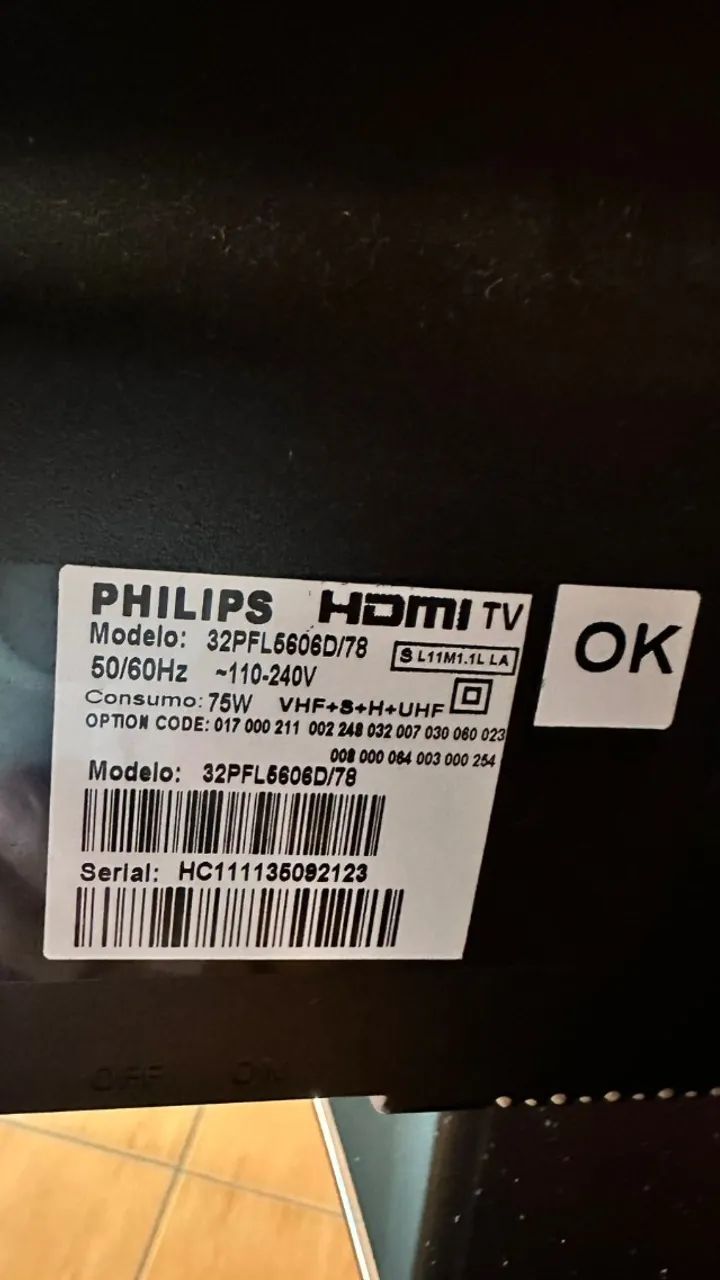 PHILIPS HDMI TV
Modelo: 32PFL5606D/78
S L11M1.1L LA
50/60Hz ~110-240V
Consumo: 75W VHF+S+H+UHF
OPTION CODE: 017 000 211 002 248 032 007 030 060 023
008 000 064 003 000 254
Modelo: 32PFL5606D/78
Serial: HC111135092123
OK
OFF ON